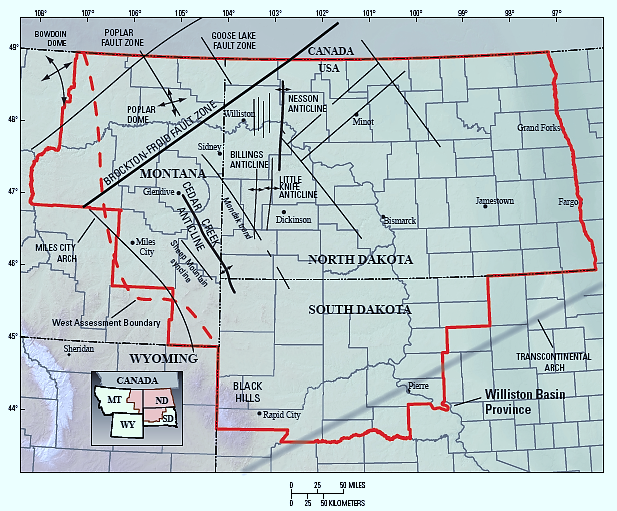 108° 107° 106° 105° 104° 103° 102° 101° 100° 99° 98° 97°
BOWDOIN
DOME
POPLAR
FAULT ZONE
GOOSE LAKE
FAULT ZONE
49°
CANADA
USA
POPLAR
DOME
BROCKTON-FROID FAULT ZONE
Williston
NESSON
ANTICLINE
48°
Minot
Grand Forks
Sidney
BILLINGS
ANTICLINE
MONTANA
LITTLE
KNIFE
ANTICLINE
47°
Glendive
CEDAR CREEK
ANTICLINE
Mondak bend
Dickinson
Bismarck
Jamestown
Fargo
MILES CITY
ARCH
Miles
City
Sheep Mountain
syncline
46°
NORTH DAKOTA
SOUTH DAKOTA
West Assessment Boundary
45°
Sheridan
WYOMING
TRANSCONTINENTAL
ARCH
CANADA
MT
ND
SD
WY
BLACK
HILLS
Pierre
Williston Basin
Province
44°
Rapid City
0 25 50 MILES
0 25 50 KILOMETERS